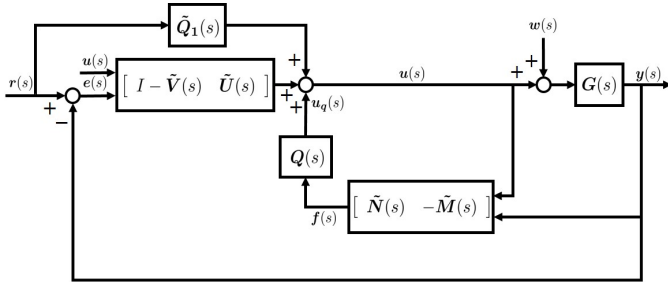 Q̃₁(s)
w(s)
u(s)
r(s)
e(s)
[ I − Ṽ(s) Ũ(s) ]
+
+
+
u(s)
+
+
G(s)
y(s)
+
−
+
u_q(s)
Q(s)
[ Ñ(s) −M̃(s) ]
f(s)